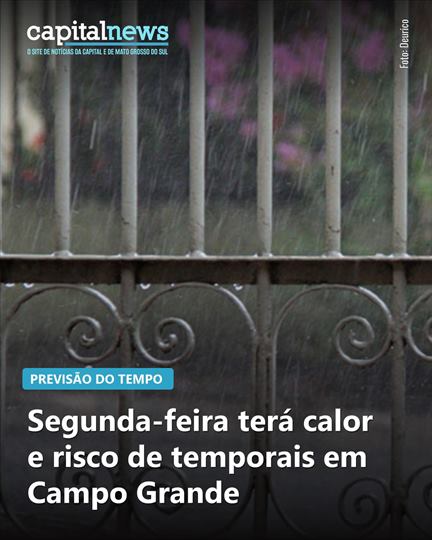 capitalnews
O SITE DE NOTÍCIAS DA CAPITAL E DE MATO GROSSO DO SUL
Foto: Deurico
PREVISÃO DO TEMPO
Segunda-feira terá calor
e risco de temporais em
Campo Grande